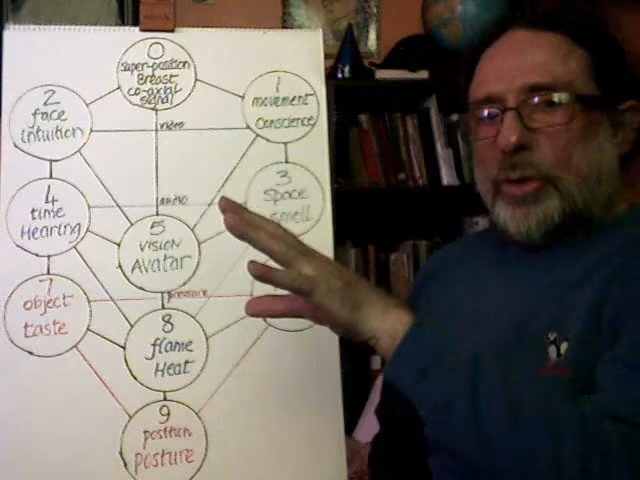 0
super-position
Breast
co-axial
signal
1
movement
conscience
2
face
intuition
video
3
space
smell
4
time
Hearing
audio
5
vision
AVATAR
7
object
taste
pressure
8
flame
Heat
9
position
Posture